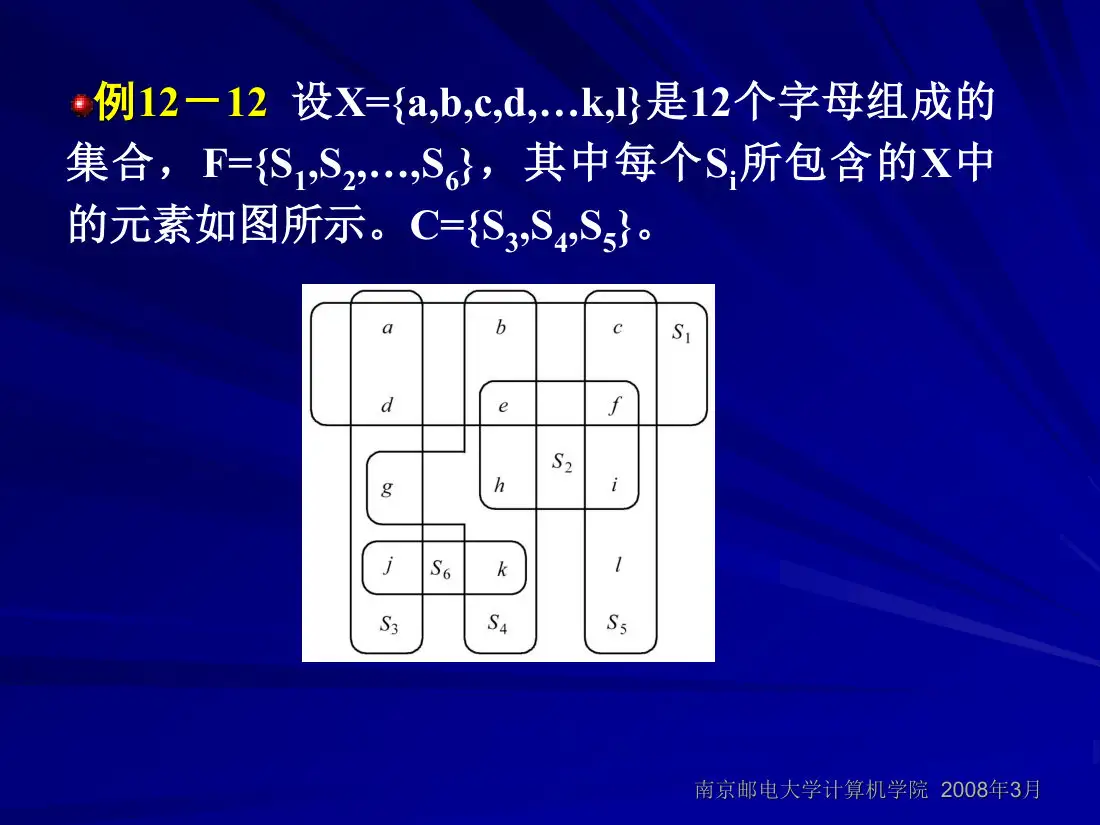 例12－12 设X={a,b,c,d,…k,l}是12个字母组成的
集合，F={S1,S2,…,S6}，其中每个Si所包含的X中
的元素如图所示。C={S3,S4,S5}。
a b c S1
d e f
S2
g h i
j S6 k l
S3 S4 S5
南京邮电大学计算机学院 2008年3月